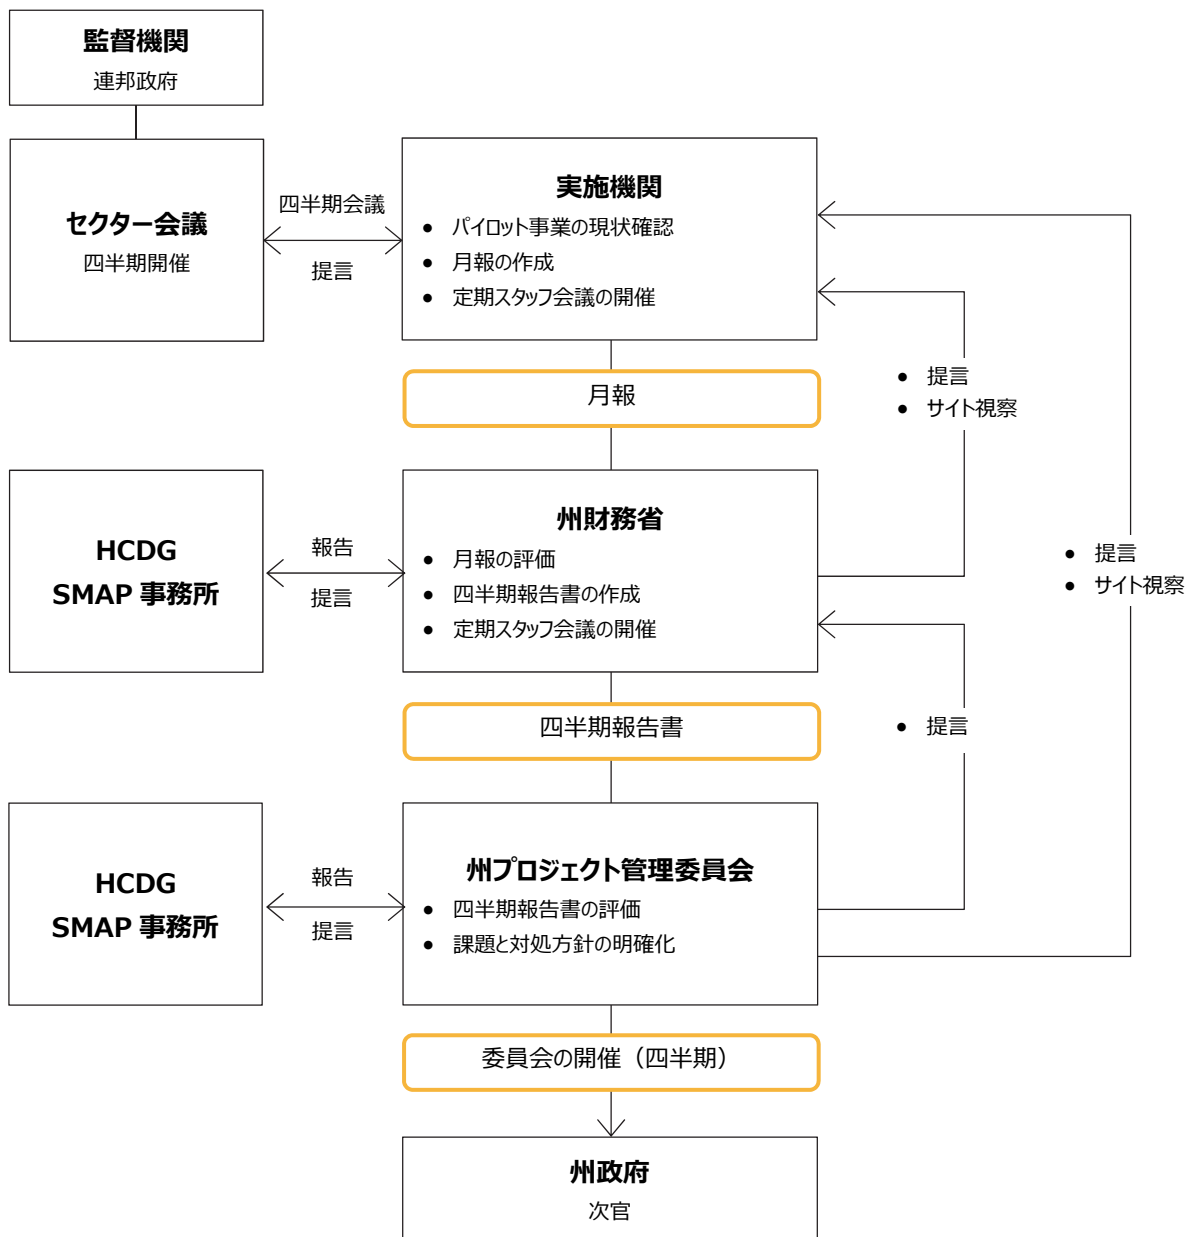 監督機関
連邦政府
セクター会議
四半期開催
四半期会議
提言
実施機関
● パイロット事業の現状確認
● 月報の作成
● 定期スタッフ会議の開催
月報
● 提言
● サイト視察
HCDG
SMAP 事務所
報告
提言
州財務省
● 月報の評価
● 四半期報告書の作成
● 定期スタッフ会議の開催
● 提言
● サイト視察
四半期報告書
● 提言
HCDG
SMAP 事務所
報告
提言
州プロジェクト管理委員会
● 四半期報告書の評価
● 課題と対処方針の明確化
委員会の開催（四半期）
州政府
次官